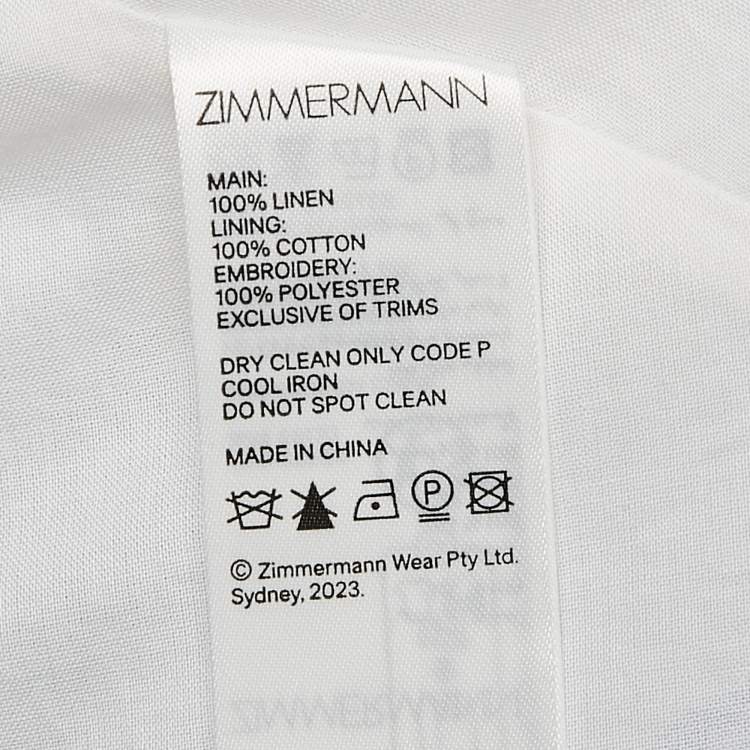 ZIMMERMANN
MAIN:
100% LINEN
LINING:
100% COTTON
EMBROIDERY:
100% POLYESTER
EXCLUSIVE OF TRIMS
DRY CLEAN ONLY CODE P
COOL IRON
DO NOT SPOT CLEAN
MADE IN CHINA
P
© Zimmermann Wear Pty Ltd.
Sydney, 2023.